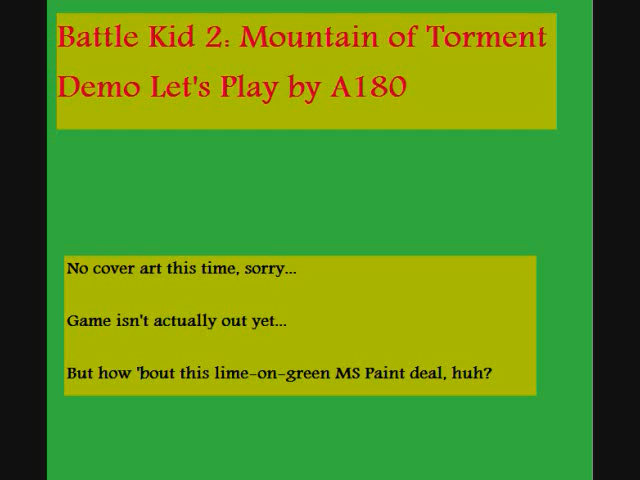 Battle Kid 2: Mountain of Torment
Demo Let's Play by A180
No cover art this time, sorry...
Game isn't actually out yet...
But how 'bout this lime-on-green MS Paint deal, huh?